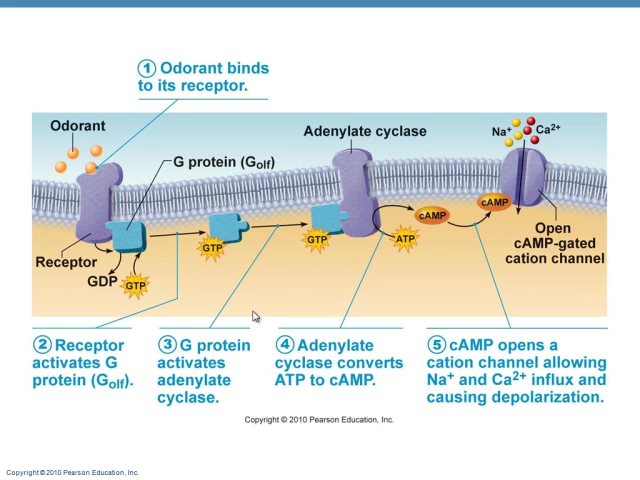 ① Odorant binds
to its receptor.
Odorant
G protein (Golf)
Adenylate cyclase
Na+
Ca2+
cAMP
cAMP
GTP
GTP
ATP
Open
cAMP-gated
cation channel
Receptor
GDP
GTP
② Receptor
activates G
protein (Golf).
③ G protein
activates
adenylate
cyclase.
④ Adenylate
cyclase converts
ATP to cAMP.
⑤ cAMP opens a
cation channel allowing
Na+ and Ca2+ influx and
causing depolarization.
Copyright © 2010 Pearson Education, Inc.
Copyright © 2010 Pearson Education, Inc.